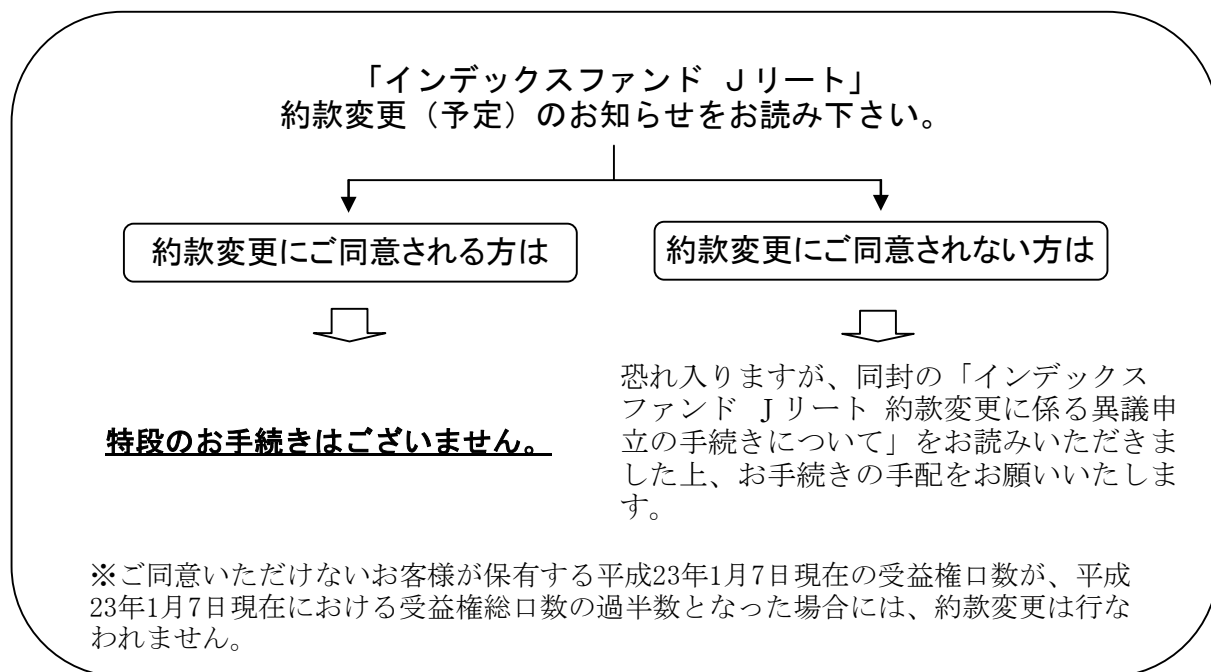 「インデックスファンド Ｊリート」
約款変更（予定）のお知らせをお読み下さい。
約款変更にご同意される方は
約款変更にご同意されない方は
特段のお手続きはございません。
恐れ入りますが、同封の「インデックス
ファンド Ｊリート 約款変更に係る異議申
立の手続きについて」をお読みいただきま
した上、お手続きの手配をお願いいたしま
す。
※ご同意いただけないお客様が保有する平成23年1月7日現在の受益権口数が、平成
23年1月7日現在における受益権総口数の過半数となった場合には、約款変更は行な
われません。